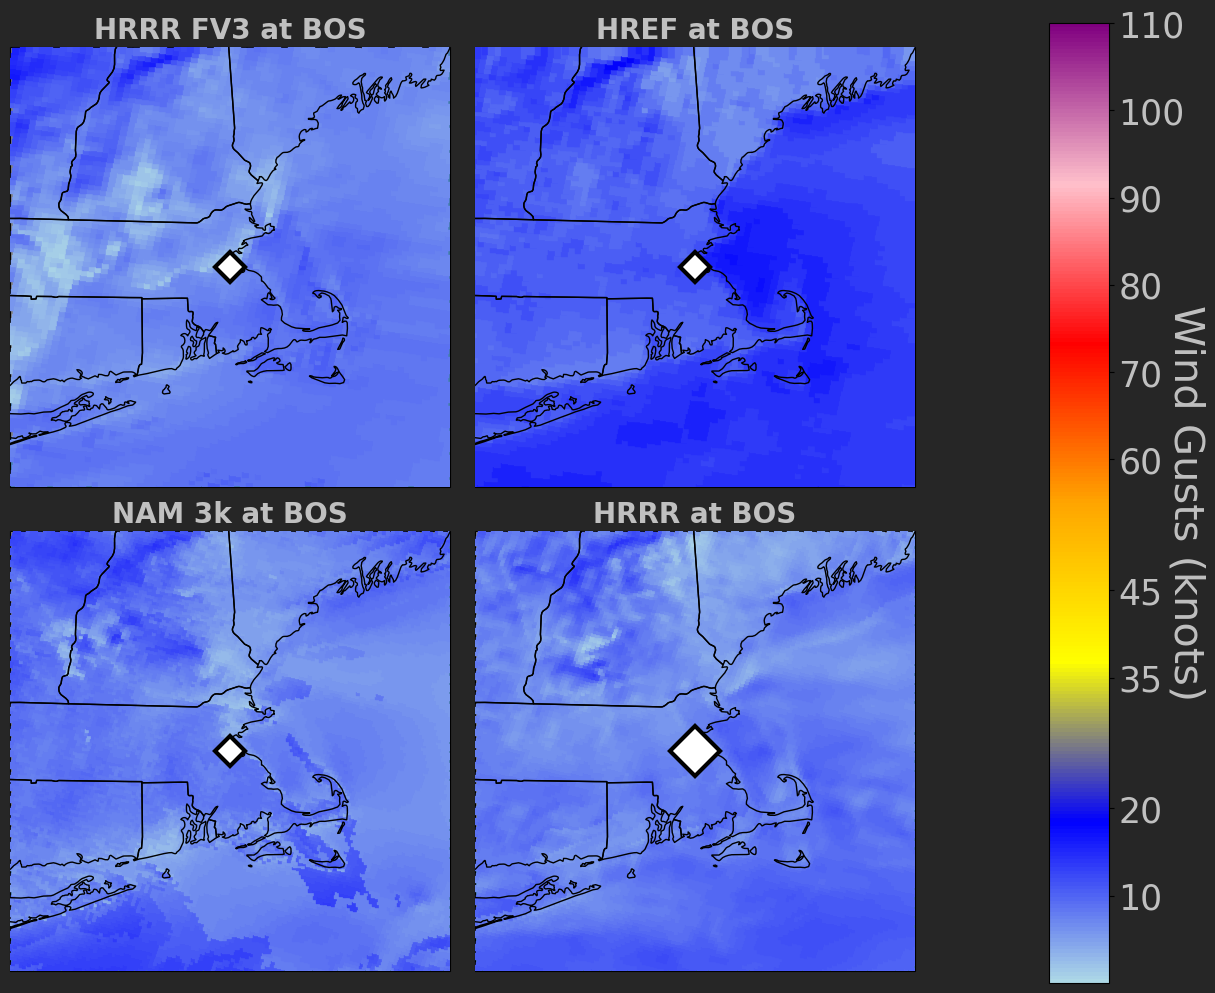 HRRR FV3 at BOS
HREF at BOS
NAM 3k at BOS
HRRR at BOS
110
100
90
80
70
60
45
35
20
10
Wind Gusts (knots)